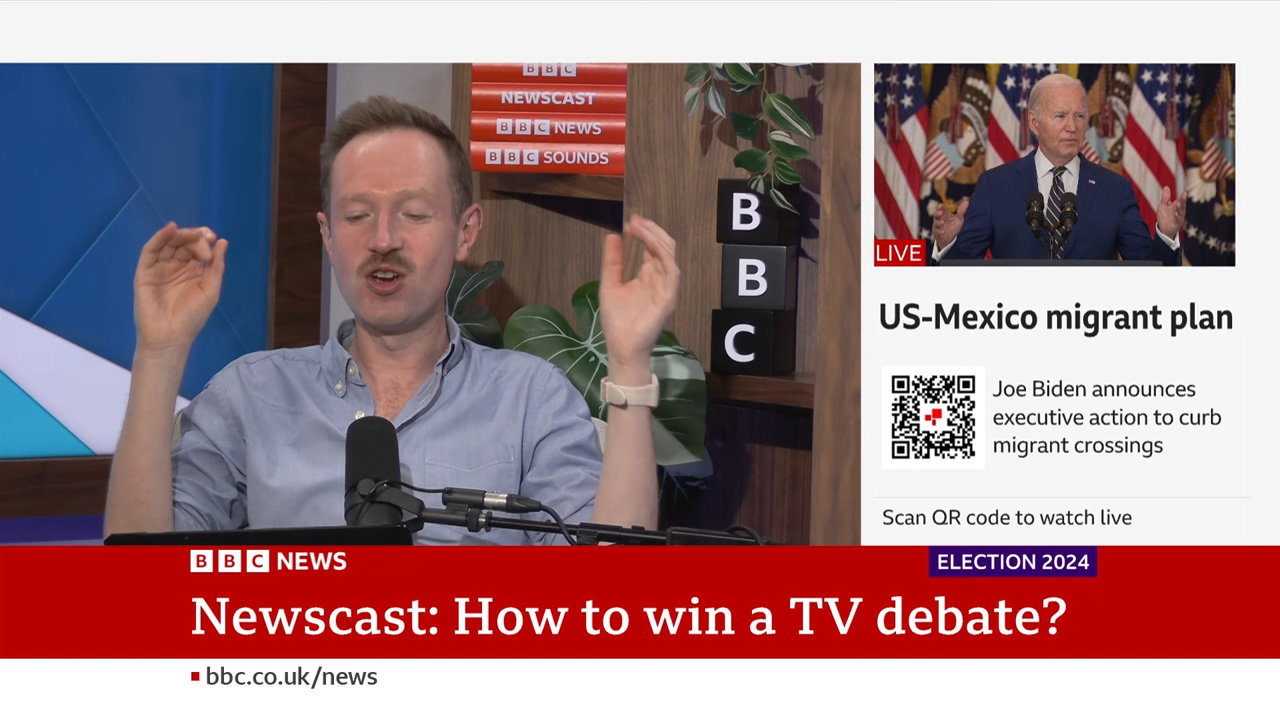 BBC
NEWSCAST
BBC NEWS
BBC SOUNDS
B
B
C
LIVE
US-Mexico migrant plan
Joe Biden announces
executive action to curb
migrant crossings
Scan QR code to watch live
BBC NEWS
ELECTION 2024
Newscast: How to win a TV debate?
bbc.co.uk/news